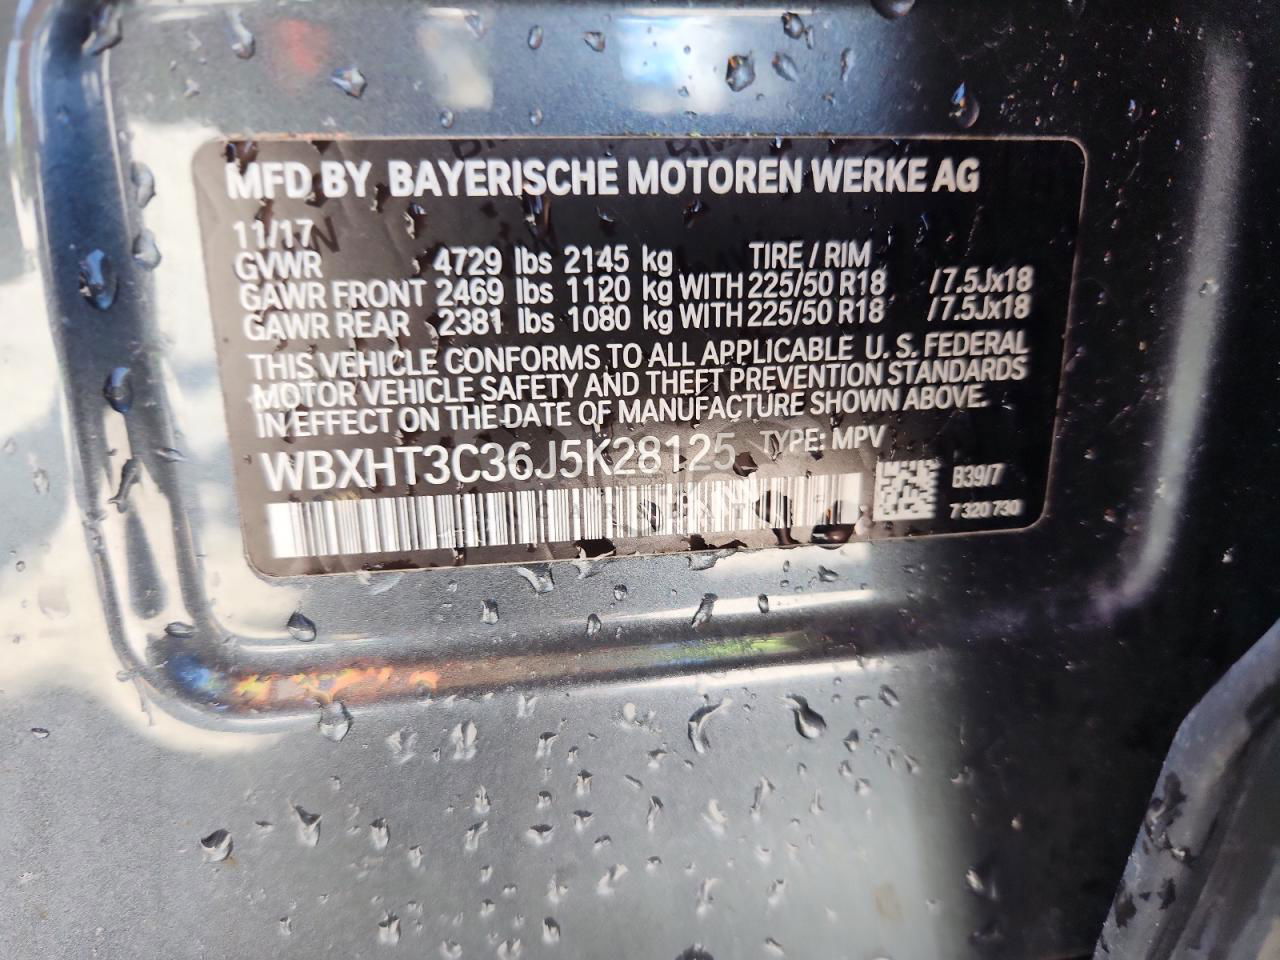 MFD BY BAYERISCHE MOTOREN WERKE AG
11/17
GVWR 4729 lbs 2145 kg TIRE / RIM
GAWR FRONT 2469 lbs 1120 kg WITH 225/50 R18 /7.5Jx18
GAWR REAR 2381 lbs 1080 kg WITH 225/50 R18 /7.5Jx18
THIS VEHICLE CONFORMS TO ALL APPLICABLE U. S. FEDERAL
MOTOR VEHICLE SAFETY AND THEFT PREVENTION STANDARDS
IN EFFECT ON THE DATE OF MANUFACTURE SHOWN ABOVE.
WBXHT3C36J5K28125 TYPE: MPV
B39/7
7 320 730